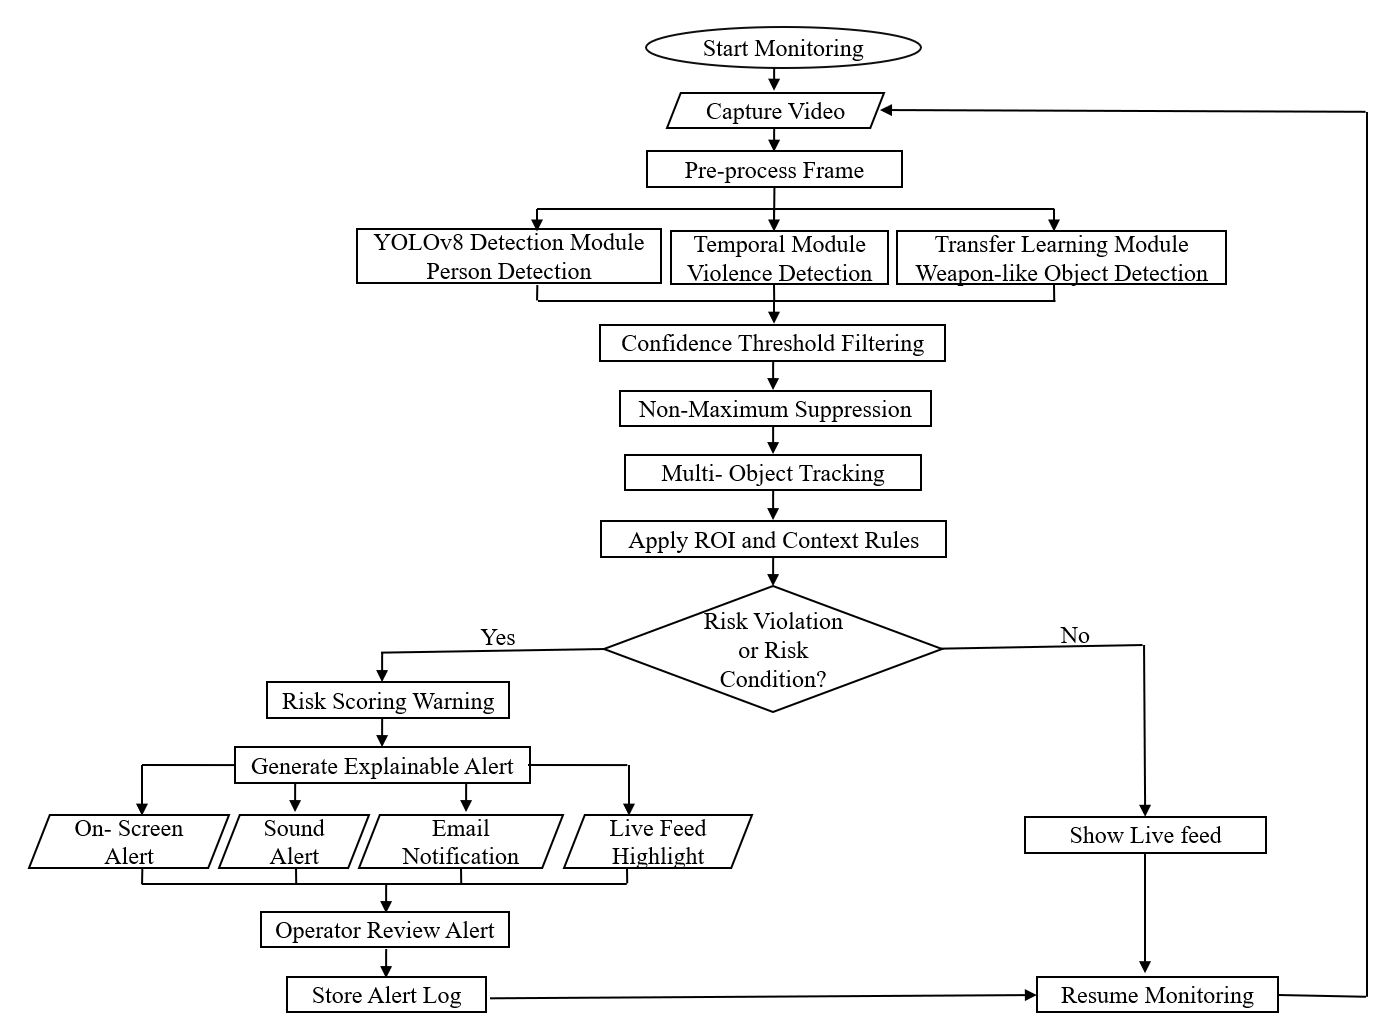 Start Monitoring
Capture Video
Pre-process Frame
YOLOv8 Detection Module
Person Detection
Temporal Module
Violence Detection
Transfer Learning Module
Weapon-like Object Detection
Confidence Threshold Filtering
Non-Maximum Suppression
Multi- Object Tracking
Apply ROI and Context Rules
Risk Violation
or Risk
Condition?
Yes
No
Risk Scoring Warning
Generate Explainable Alert
On- Screen
Alert
Sound
Alert
Email
Notification
Live Feed
Highlight
Show Live feed
Operator Review Alert
Store Alert Log
Resume Monitoring